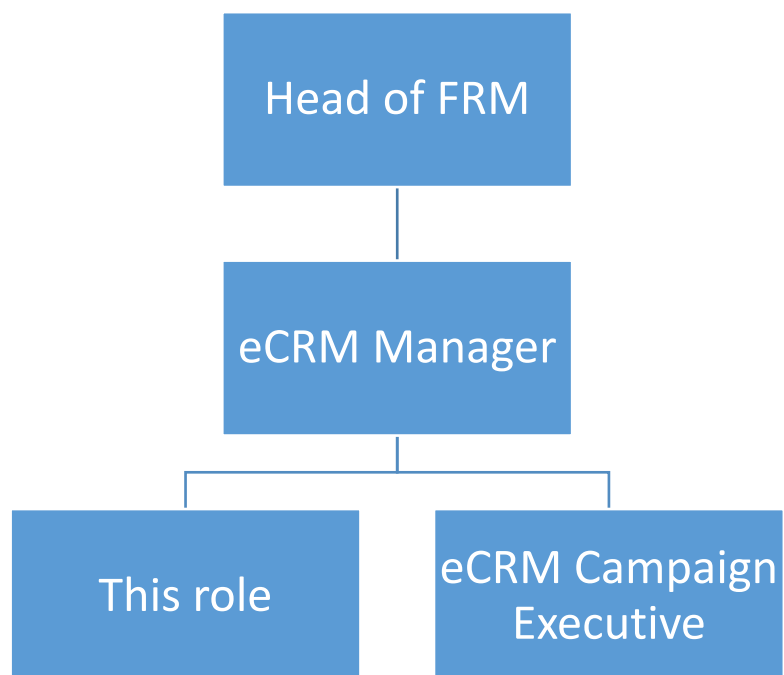 Head of FRM
eCRM Manager
This role
eCRM Campaign
Executive